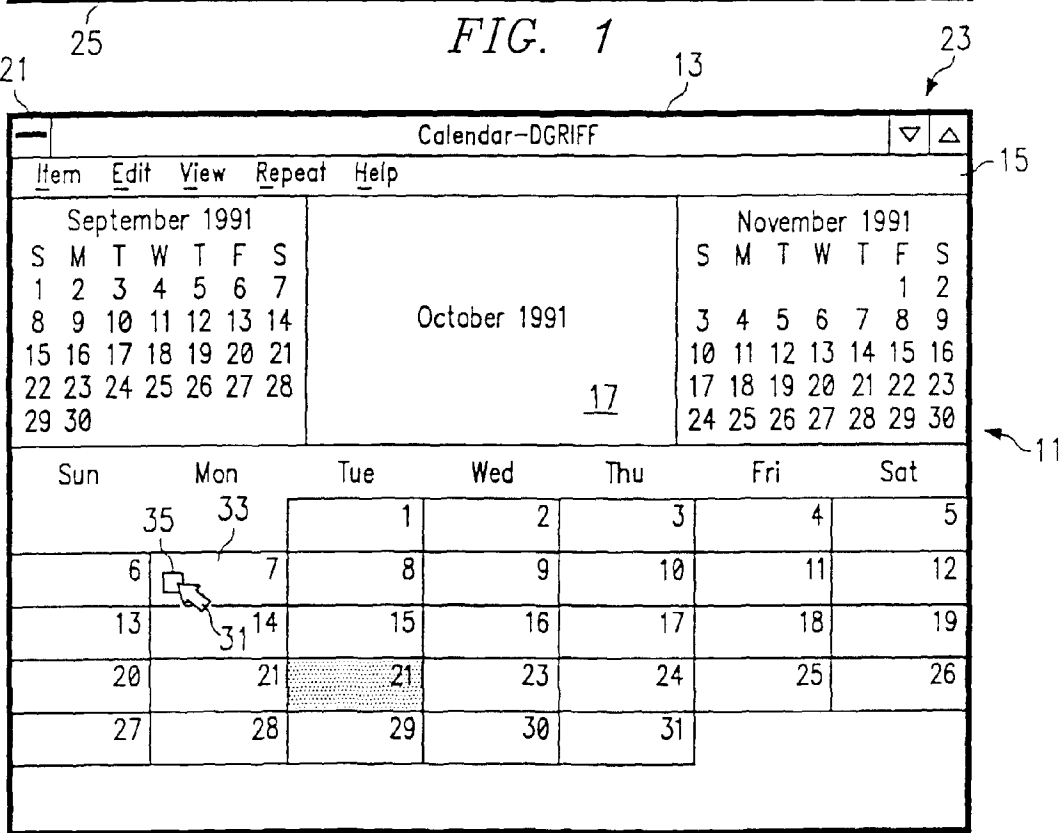 25
FIG. 1
23
21
13
Calendar-DGRIFF
Item Edit View Repeat Help
15
September 1991
S M T W T F S
1 2 3 4 5 6 7
8 9 10 11 12 13 14
15 16 17 18 19 20 21
22 23 24 25 26 27 28
29 30
October 1991
17
November 1991
S M T W T F S
1 2
3 4 5 6 7 8 9
10 11 12 13 14 15 16
17 18 19 20 21 22 23
24 25 26 27 28 29 30
11
Sun Mon Tue Wed Thu Fri Sat
35 33
1 2 3 4 5
6 7 8 9 10 11 12
31
13 14 15 16 17 18 19
20 21 21 23 24 25 26
27 28 29 30 31